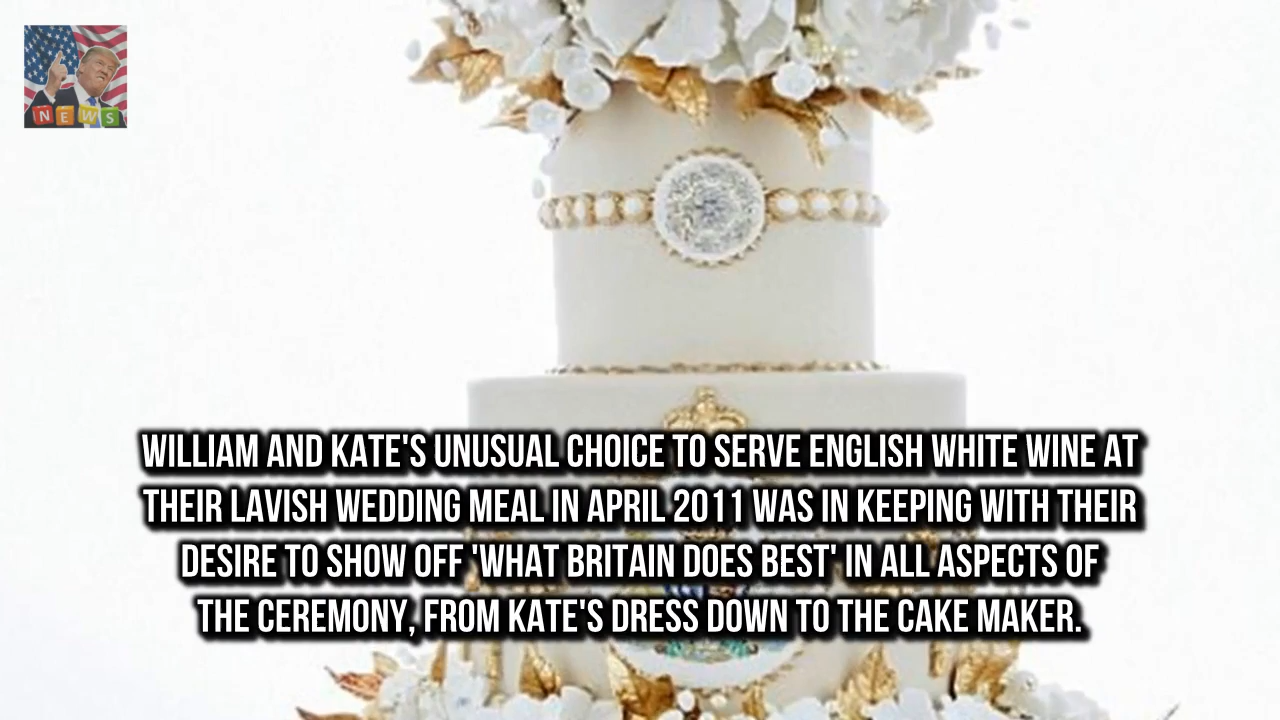 NEWS
WILLIAM AND KATE'S UNUSUAL CHOICE TO SERVE ENGLISH WHITE WINE AT
THEIR LAVISH WEDDING MEAL IN APRIL 2011 WAS IN KEEPING WITH THEIR
DESIRE TO SHOW OFF 'WHAT BRITAIN DOES BEST' IN ALL ASPECTS OF
THE CEREMONY, FROM KATE'S DRESS DOWN TO THE CAKE MAKER.